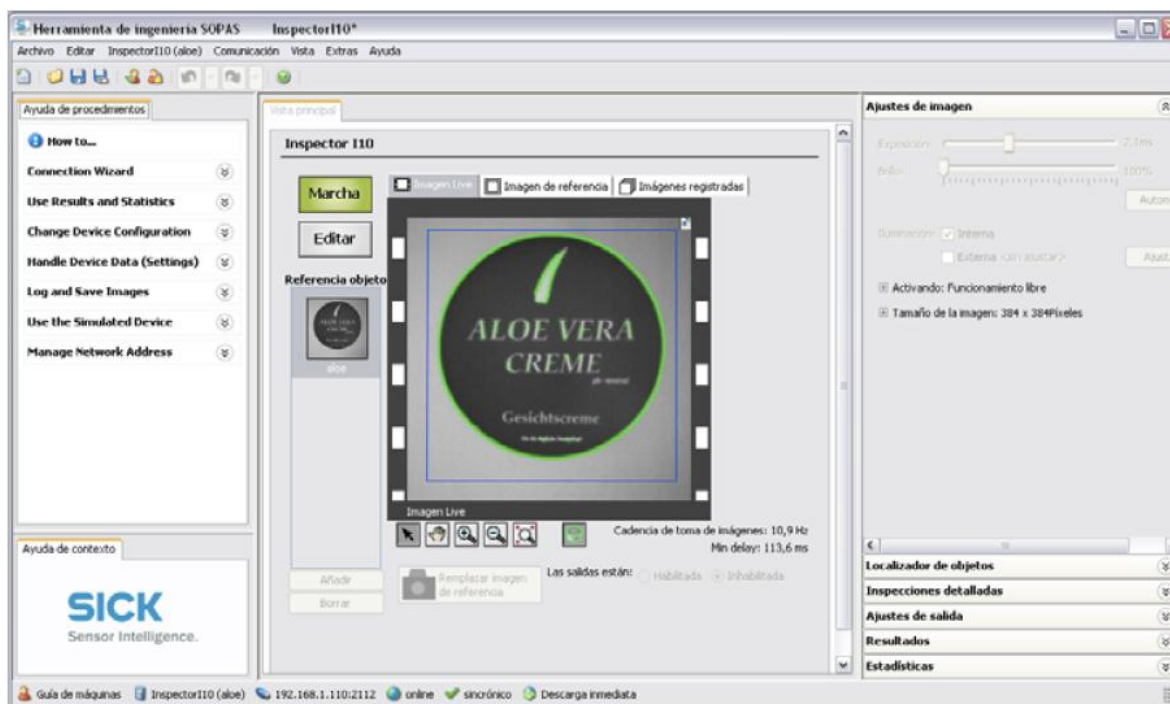 Herramienta de ingeniería SOPAS InspectorI10*
Archivo Editar InspectorI10 (aloe) Comunicación Vista Extras Ayuda
Ayuda de procedimientos
How to...
Connection Wizard
Use Results and Statistics
Change Device Configuration
Handle Device Data (Settings)
Log and Save Images
Use the Simulated Device
Manage Network Address
Ayuda de contexto
SICK
Sensor Intelligence.
Vista principal
Inspector I10
Marcha
Editar
Referencia objeto
aloe
Añadir
Borrar
Imagen Live Imagen de referencia Imágenes registradas
ALOE VERA
CREME
Gesichtscreme
Imagen Live
Cadencia de toma de imágenes: 10,9 Hz
Min delay: 113,6 ms
Remplazar imagen
de referencia
Las salidas están: Habilitada Inhabilitada
Ajustes de imagen
Exposición: 2,1ms
Brillo: 100%
Autom
Iluminación: Interna
Externa <sin ajustar> Ajusta
Activando: Funcionamiento libre
Tamaño de la imagen: 384 x 384Píxeles
Localizador de objetos
Inspecciones detalladas
Ajustes de salida
Resultados
Estadísticas
Guía de máquinas InspectorI10 (aloe) 192.168.1.110:2112 online sincrónico Descarga inmediata